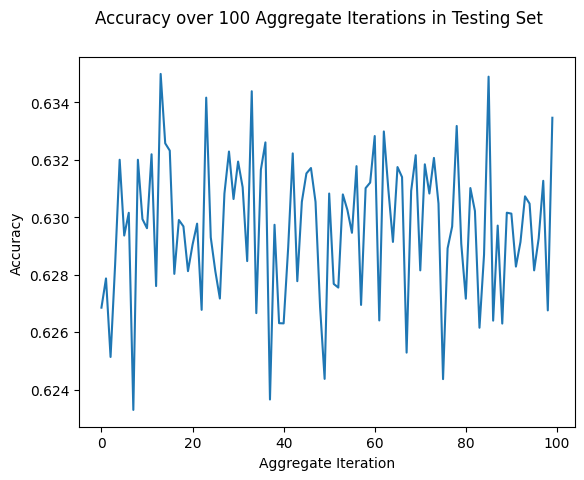 Accuracy over 100 Aggregate Iterations in Testing Set
0.634
0.632
0.630
0.628
0.626
0.624
Accuracy
0 20 40 60 80 100
Aggregate Iteration